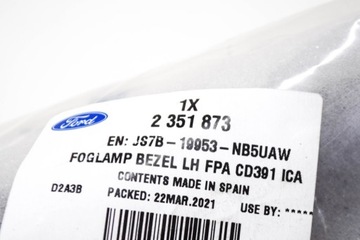 1X
Ford
2 351 873
EN: JS7B-19953-NB5UAW
FOGLAMP BEZEL LH FPA CD391 ICA
CONTENTS MADE IN SPAIN
D2A3B PACKED: 22MAR.2021 USE BY: *****